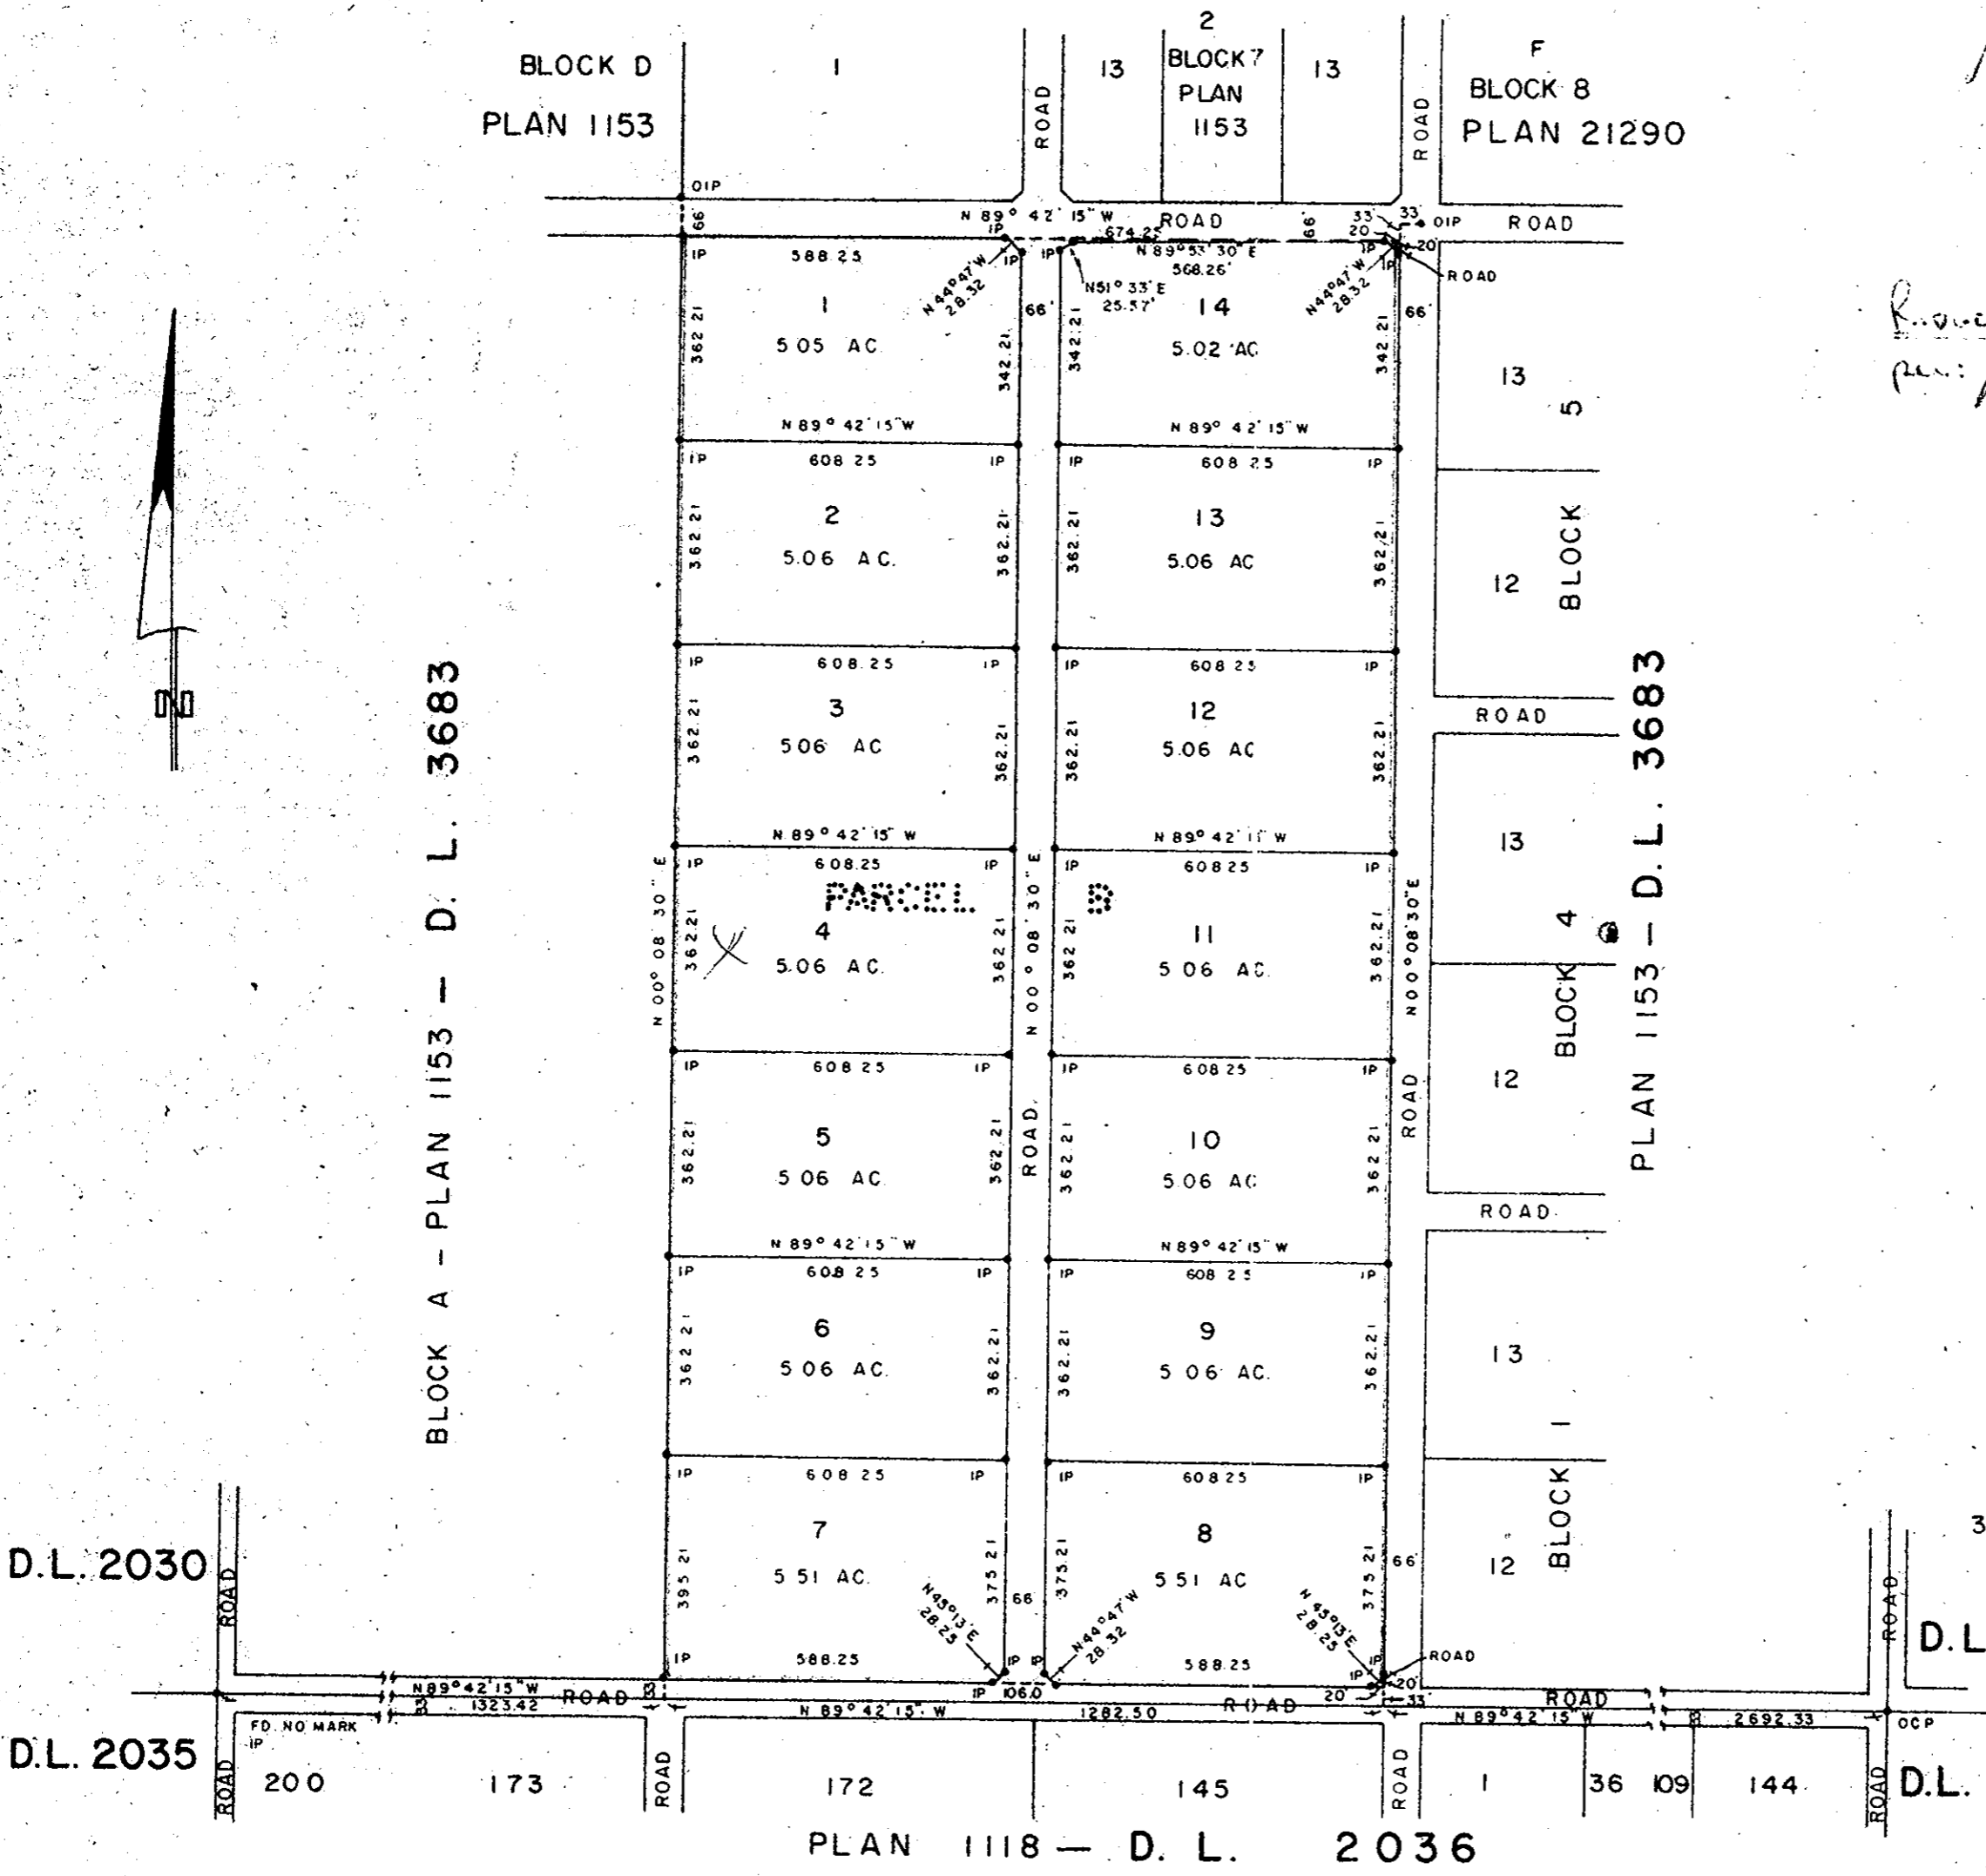 2
BLOCK D
1
13
BLOCK 7
13
F
PLAN 1153
ROAD
PLAN
1153
ROAD
BLOCK 8
PLAN 21290
OIP
66'
N 89° 42' 15" W
ROAD
66'
33'
33'
OIP
ROAD
IP
674.25
20
IP
20'
IP
588.25
IP
IP
N 89° 53' 30" E
568.26'
IP
ROAD
N 44°47' W
28.32
N51° 33' E
25.57'
N44°47' W
28.32
1
66'
14
66'
5.05 AC.
5.02 AC
362.21
342.21
342.21
342.21
13
5
N 89° 42' 15" W
N 89° 42' 15" W
IP
608.25
IP
IP
608.25
IP
2
13
5.06 AC.
5.06 AC
362.21
362.21
362.21
362.21
12
BLOCK
IP
608.25
IP
IP
608.25
IP
3
12
ROAD
5.06 AC
5.06 AC
362.21
362.21
362.21
362.21
N 89° 42' 15" W
N 89° 42' 11" W
13
IP
608.25
IP
IP
608.25
IP
PARCEL B
4
11
4
5.06 AC.
5.06 AC.
362.21
362.21
362.21
362.21
N 00° 08' 30" E
N 00° 08' 30" E
N 00° 08' 30" E
BLOCK
IP
608.25
IP
IP
608.25
IP
12
ROAD
ROAD
5
10
5.06 AC
5.06 AC
362.21
362.21
362.21
362.21
ROAD
N 89° 42' 15" W
N 89° 42' 15" W
IP
608.25
IP
IP
608.25
IP
6
9
5.06 AC.
5.06 AC.
362.21
362.21
362.21
362.21
13
1
IP
608.25
IP
IP
608.25
IP
7
8
5.51 AC.
5.51 AC
395.21
375.21
375.21
375.21
66
66'
12
BLOCK
N45°13' E
28.25
N44°47' W
28.32
N 45°13' E
28.25
IP
588.25
IP
IP
588.25
IP
IP
ROAD
IP
106.0
20'
20'
33'
BLOCK A - PLAN 1153 - D. L. 3683
PLAN 1153 - D. L. 3683
N
3
D.L. 2030
ROAD
ROAD
D.L
N89° 42' 15" W
ROAD
33
1323.42
33
N 89° 42' 15" W
1282.50
ROAD
ROAD
N 89° 42' 15" W
33
2692.33
OCP
FD. NO MARK
IP
D.L. 2035
ROAD
200
173
ROAD
172
145
ROAD
1
36
109
144
ROAD
D.L.
PLAN 1118 — D. L. 2036